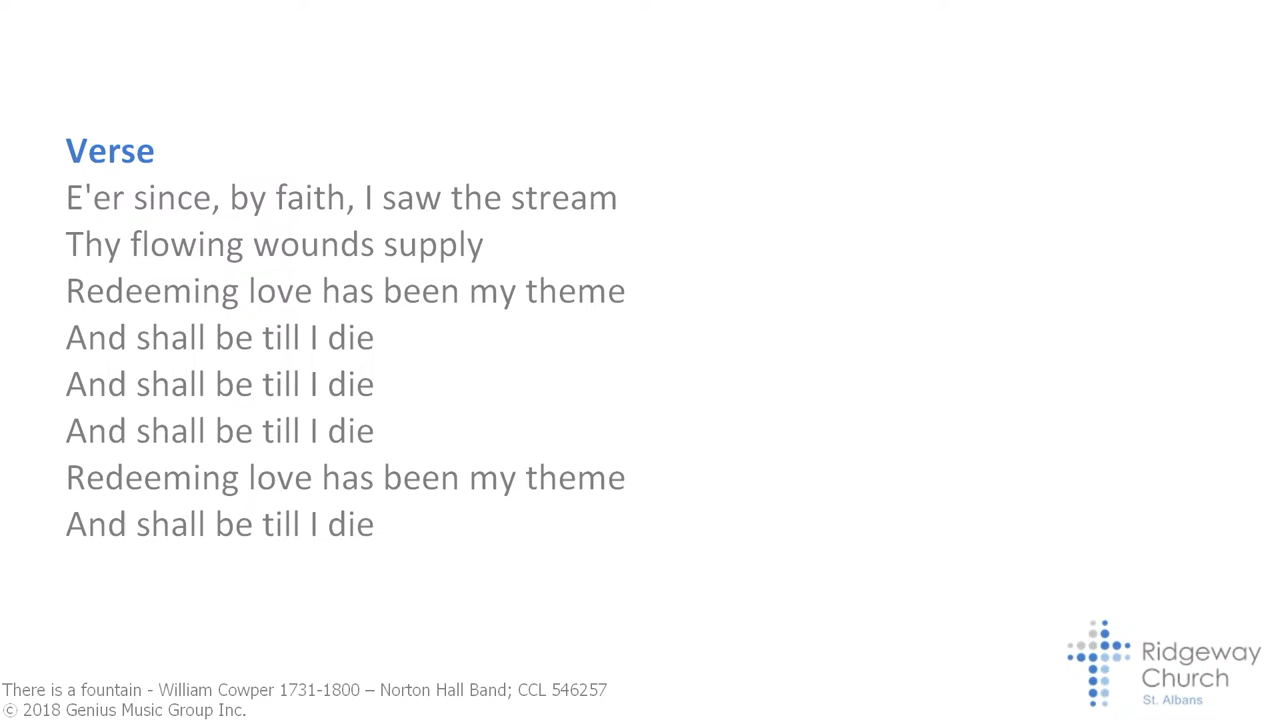 Verse
E'er since, by faith, I saw the stream
Thy flowing wounds supply
Redeeming love has been my theme
And shall be till I die
And shall be till I die
And shall be till I die
Redeeming love has been my theme
And shall be till I die
Ridgeway
Church
St. Albans
There is a fountain - William Cowper 1731-1800 – Norton Hall Band; CCL 546257
© 2018 Genius Music Group Inc.